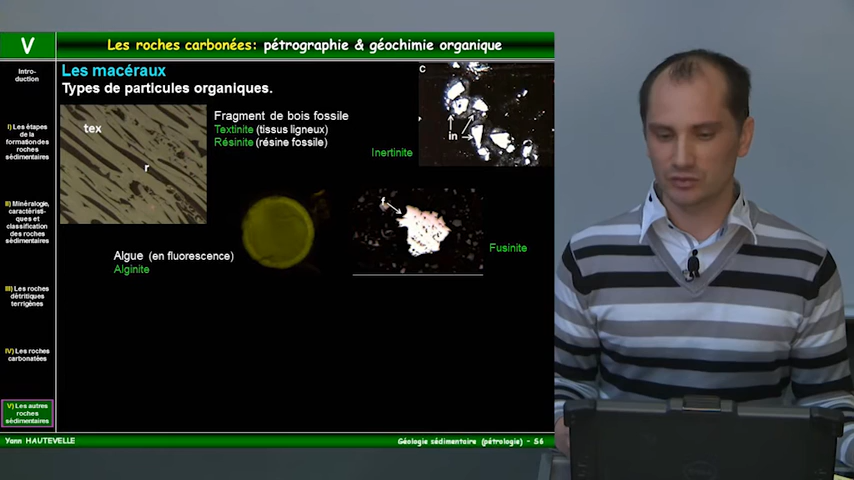 V
Les roches carbonées: pétrographie & géochimie organique
Intro-
duction
I) Les étapes
de la
formation des
roches
sédimentaires
II) Minéralogie,
caractérist-
iques et
classification
des roches
sédimentaires
III) Les roches
détritiques
terrigènes
IV) Les roches
carbonatées
V) Les autres
roches
sédimentaires
Les macéraux
Types de particules organiques.
tex
r
Fragment de bois fossile
Textinite (tissus ligneux)
Résinite (résine fossile)
C
in
Inertinite
Algue (en fluorescence)
Alginite
f
Fusinite
Yann HAUTEVELLE
Géologie sédimentaire (pétrologie) - 56